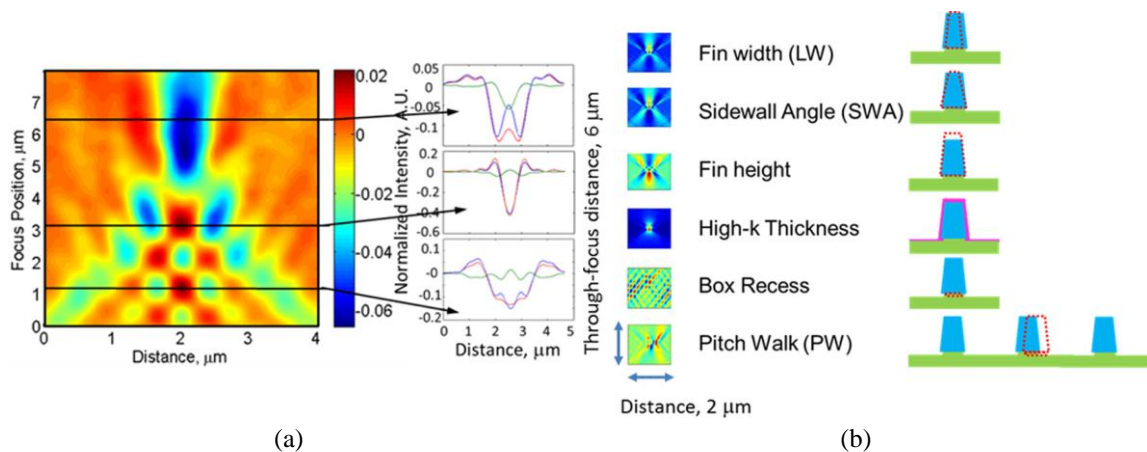 (a)
7
6
5
4
3
2
1
0
Focus Position, μm
0 1 2 3 4
Distance, μm
0.02
0
-0.02
-0.04
-0.06
Normalized Intensity, A.U.
0.05
0
-0.05
-0.1
0.2
0
-0.2
-0.4
-0.6
0.1
-0
-0.1
-0.2
0 1 2 3 4 5
Distance, μm
Through-focus distance, 6 μm
(b)
Fin width (LW)
Sidewall Angle (SWA)
Fin height
High-k Thickness
Box Recess
Pitch Walk (PW)
Distance, 2 μm
(a)
(b)